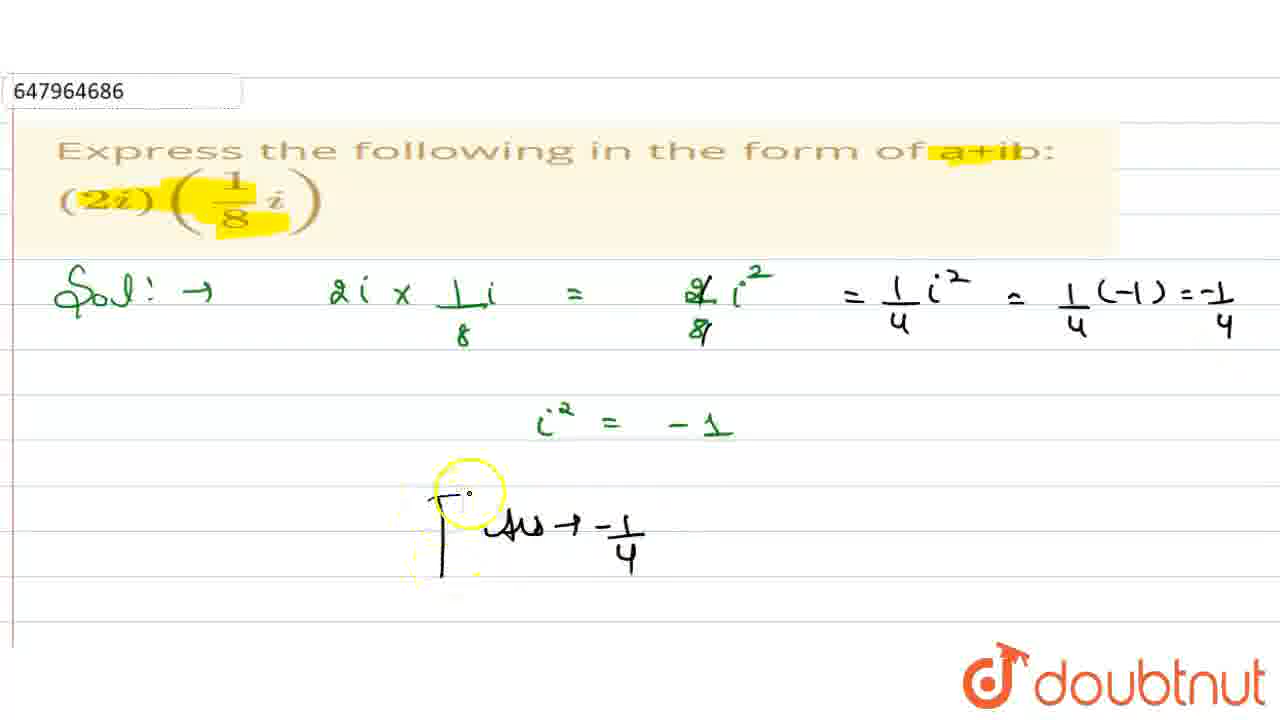 647964686
Express the following in the form of a+ib:
(2i) (1/8 i)
Sol: → 2i × 1/8 i = 2/8 i² = 1/4 i² = 1/4 (-1) = -1/4
i² = -1
Ans → -1/4
doubtnut